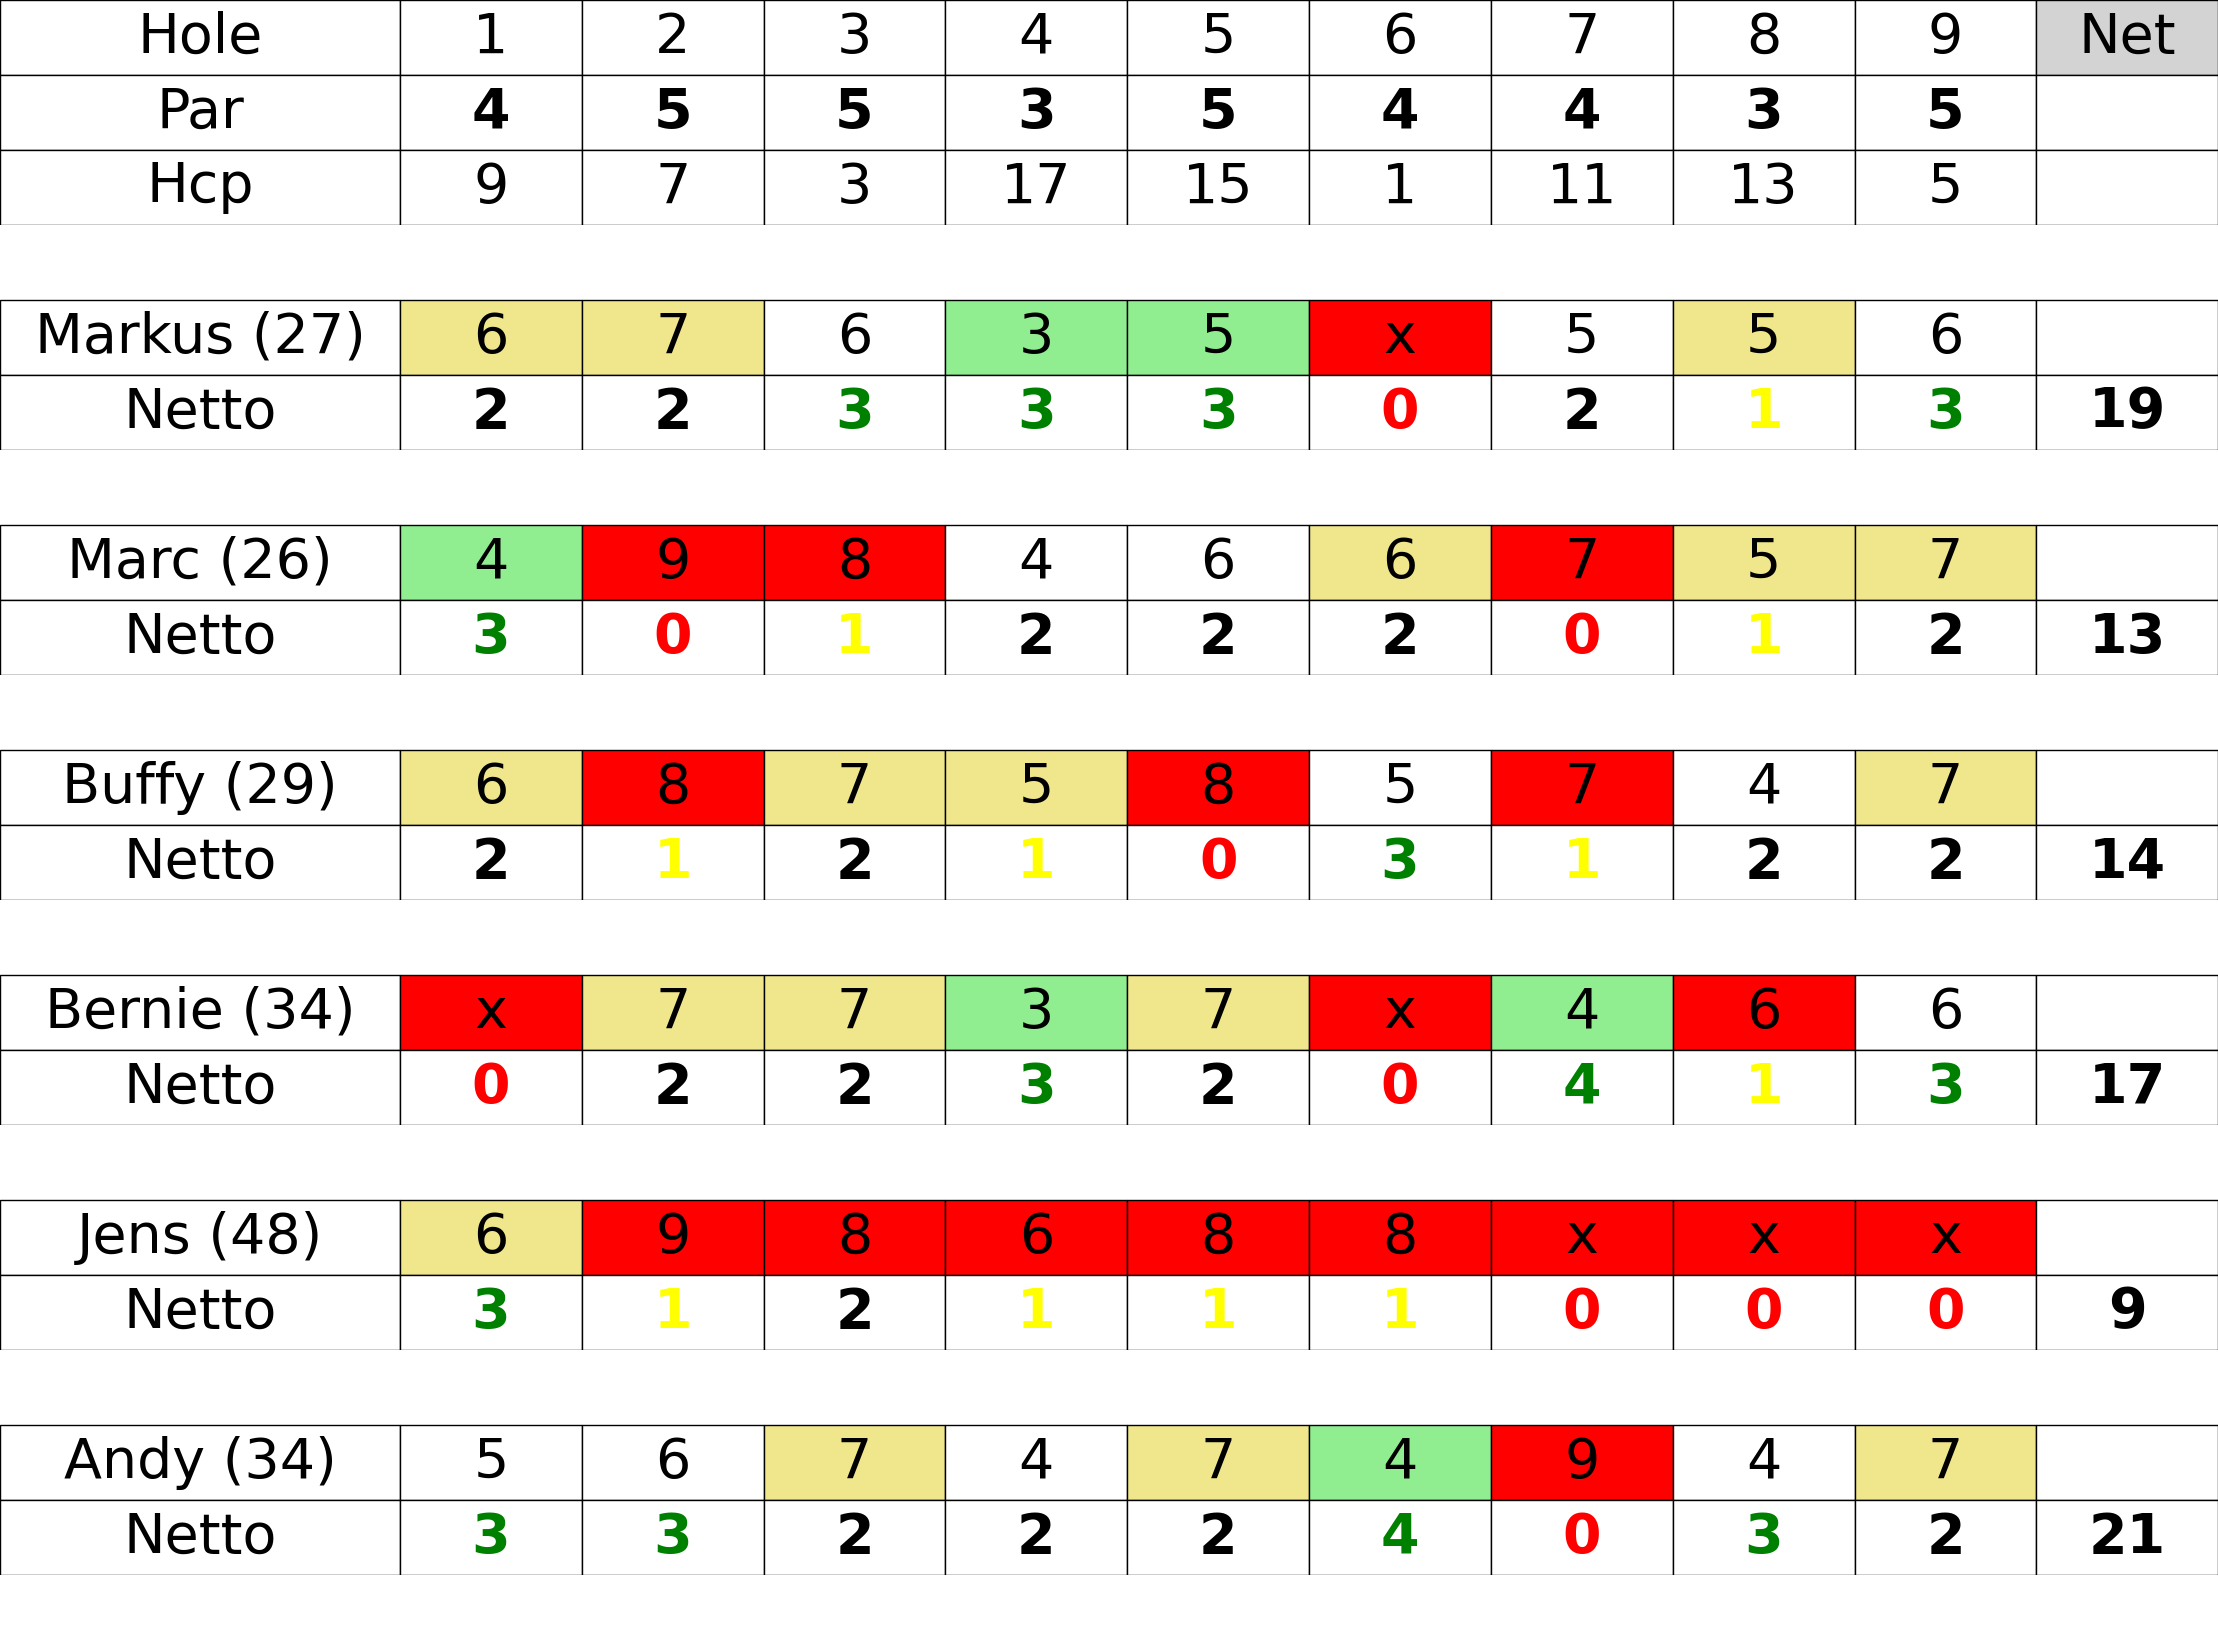 Hole 1 2 3 4 5 6 7 8 9 Net
Par 4 5 5 3 5 4 4 3 5
Hcp 9 7 3 17 15 1 11 13 5
Markus (27) 6 7 6 3 5 x 5 5 6
Netto 2 2 3 3 3 0 2 1 3 19
Marc (26) 4 9 8 4 6 6 7 5 7
Netto 3 0 1 2 2 2 0 1 2 13
Buffy (29) 6 8 7 5 8 5 7 4 7
Netto 2 1 2 1 0 3 1 2 2 14
Bernie (34) x 7 7 3 7 x 4 6 6
Netto 0 2 2 3 2 0 4 1 3 17
Jens (48) 6 9 8 6 8 8 x x x
Netto 3 1 2 1 1 1 0 0 0 9
Andy (34) 5 6 7 4 7 4 9 4 7
Netto 3 3 2 2 2 4 0 3 2 21